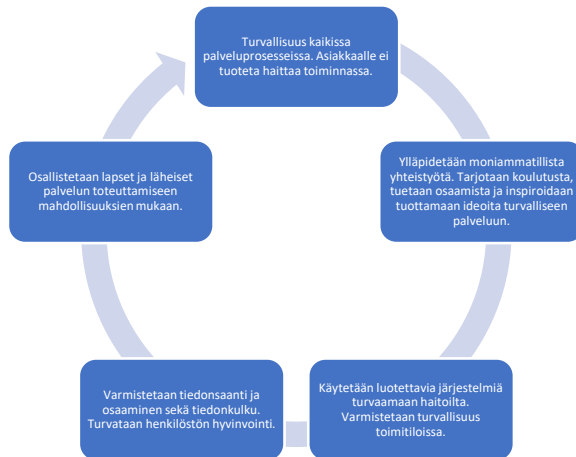 Turvallisuus kaikissa
palveluprosesseissa. Asiakkaalle ei
tuoteta haittaa toiminnassa.
Ylläpidetään moniammatillista
yhteistyötä. Tarjotaan koulutusta,
tuetaan osaamista ja inspiroidaan
tuottamaan ideoita turvalliseen
palveluun.
Käytetään luotettavia järjestelmiä
turvaamaan haitoilta.
Varmistetaan turvallisuus
toimitiloissa.
Varmistetaan tiedonsaanti ja
osaaminen sekä tiedonkulku.
Turvataan henkilöstön hyvinvointi.
Osallistetaan lapset ja läheiset
palvelun toteuttamiseen
mahdollisuuksien mukaan.